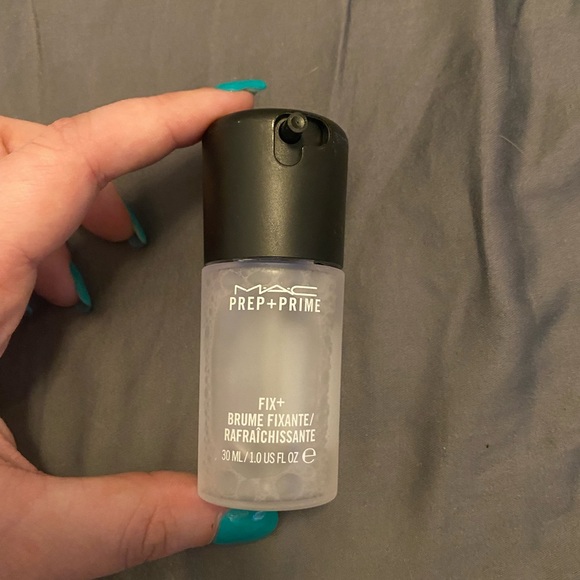 MAC
PREP+PRIME
FIX+
BRUME FIXANTE/
RAFRAÎCHISSANTE
30 ML / 1.0 US FL OZ ℮